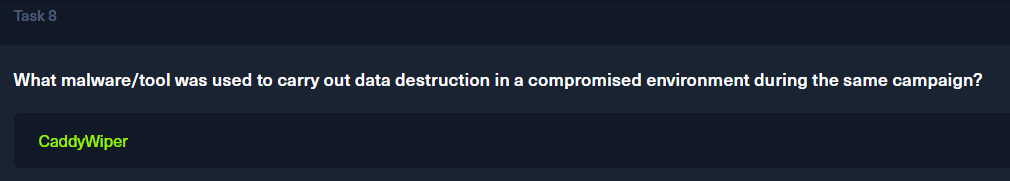 Task 8
What malware/tool was used to carry out data destruction in a compromised environment during the same campaign?
CaddyWiper